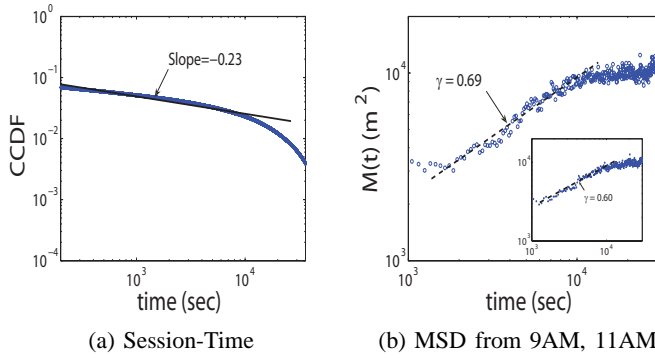 10^0
10^-1
10^-2
10^-3
10^-4
CCDF
Slope=−0.23
10^3
10^4
time (sec)
(a) Session-Time
10^4
10^3
M(t) (m^2)
γ = 0.69
10^4
10^3
γ = 0.60
10^3
10^4
10^3
10^4
time (sec)
(b) MSD from 9AM, 11AM